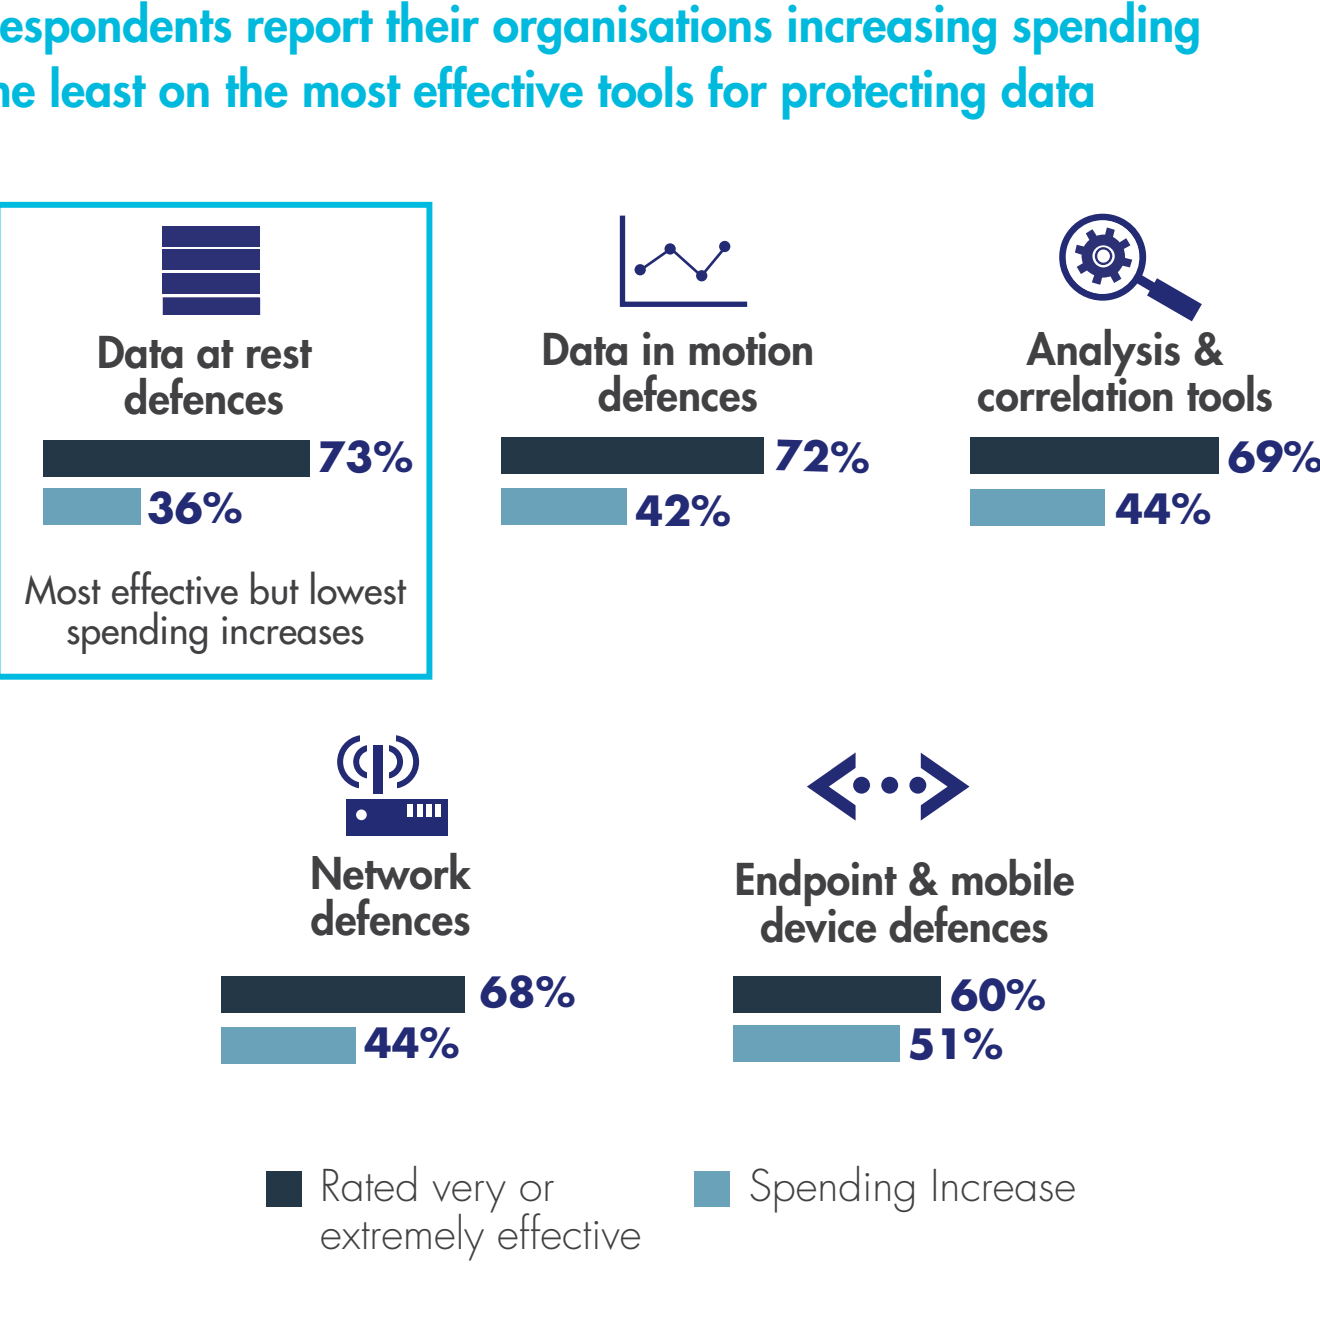 espondents report their organisations increasing spending
he least on the most effective tools for protecting data
Data at rest
defences
73%
36%
Most effective but lowest
spending increases
Data in motion
defences
72%
42%
Analysis &
correlation tools
69%
44%
Network
defences
68%
44%
Endpoint & mobile
device defences
60%
51%
Rated very or
extremely effective
Spending Increase